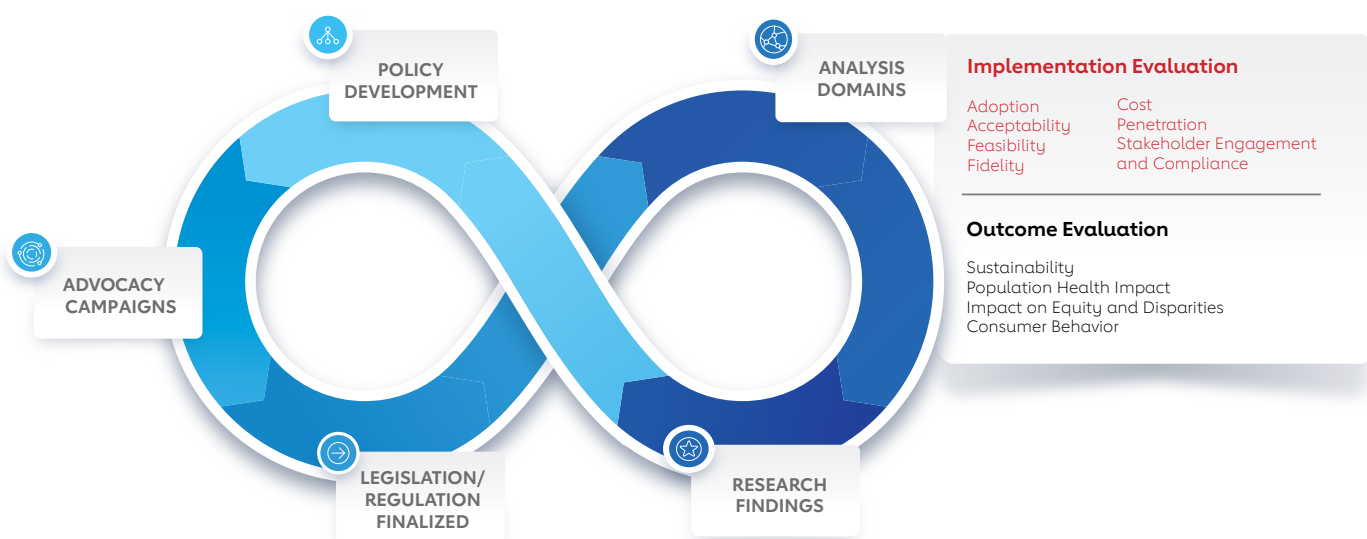 POLICY
DEVELOPMENT
ANALYSIS
DOMAINS
ADVOCACY
CAMPAIGNS
LEGISLATION/
REGULATION
FINALIZED
RESEARCH
FINDINGS
Implementation Evaluation
Adoption
Acceptability
Feasibility
Fidelity
Cost
Penetration
Stakeholder Engagement
and Compliance
Outcome Evaluation
Sustainability
Population Health Impact
Impact on Equity and Disparities
Consumer Behavior